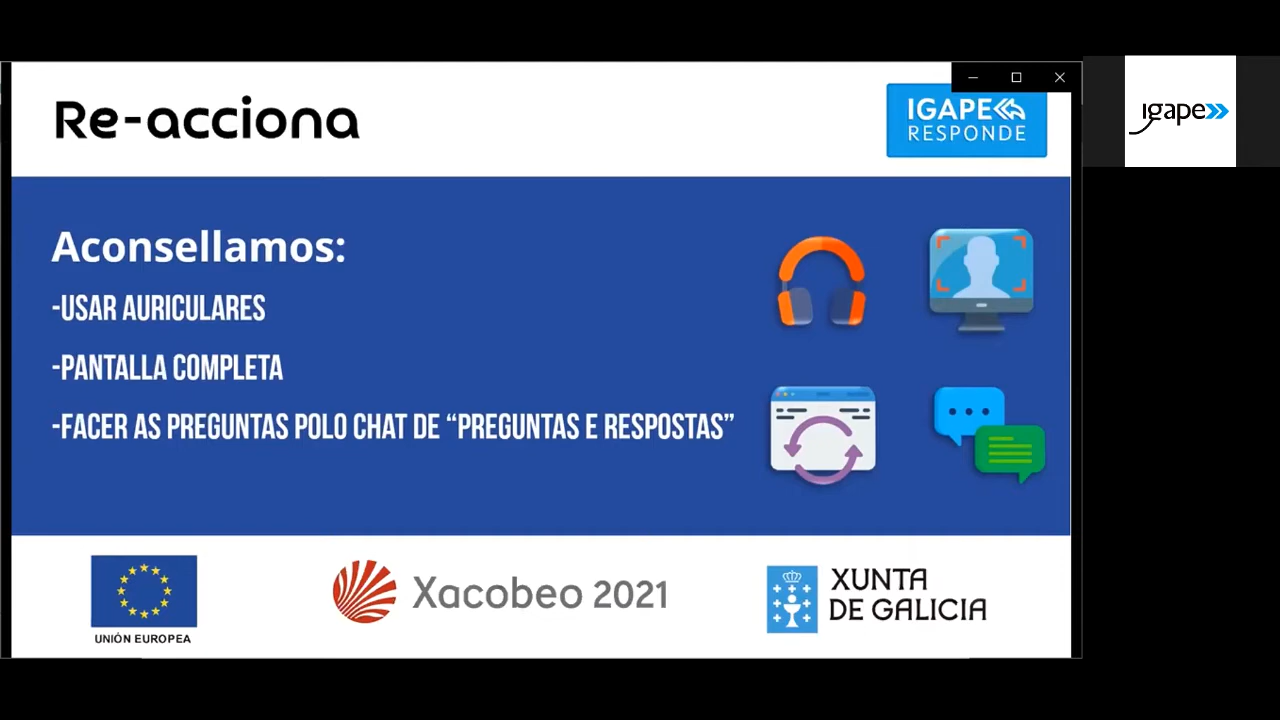 Re-acciona
IGAPE
RESPONDE
igape
Aconsellamos:
-USAR AURICULARES
-PANTALLA COMPLETA
-FACER AS PREGUNTAS POLO CHAT DE “PREGUNTAS E RESPOSTAS”
UNIÓN EUROPEA
Xacobeo 2021
XUNTA
DE GALICIA